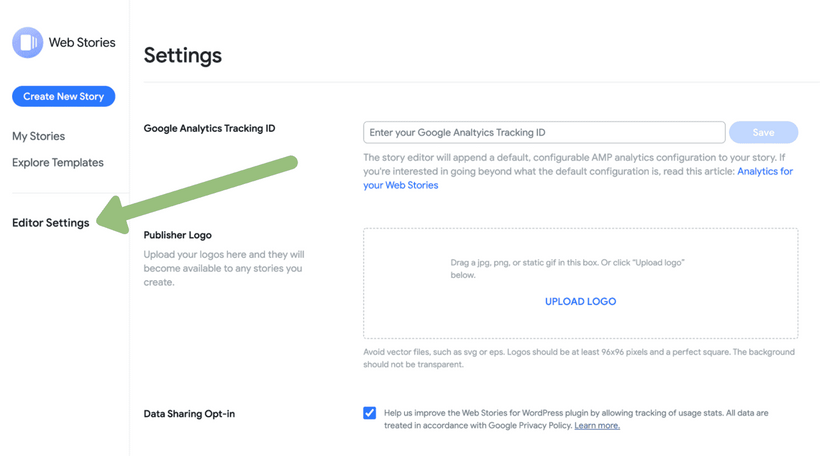 Web Stories
Create New Story
My Stories
Explore Templates
Editor Settings
Settings
Google Analytics Tracking ID
Enter your Google Analtyics Tracking ID
Save
The story editor will append a default, configurable AMP analytics configuration to your story. If
you're interested in going beyond what the default configuration is, read this article: Analytics for
your Web Stories
Publisher Logo
Upload your logos here and they will
become available to any stories you
create.
Drag a jpg, png, or static gif in this box. Or click "Upload logo"
below.
UPLOAD LOGO
Avoid vector files, such as svg or eps. Logos should be at least 96x96 pixels and a perfect square. The background
should not be transparent.
Data Sharing Opt-in
Help us improve the Web Stories for WordPress plugin by allowing tracking of usage stats. All data are
treated in accordance with Google Privacy Policy. Learn more.